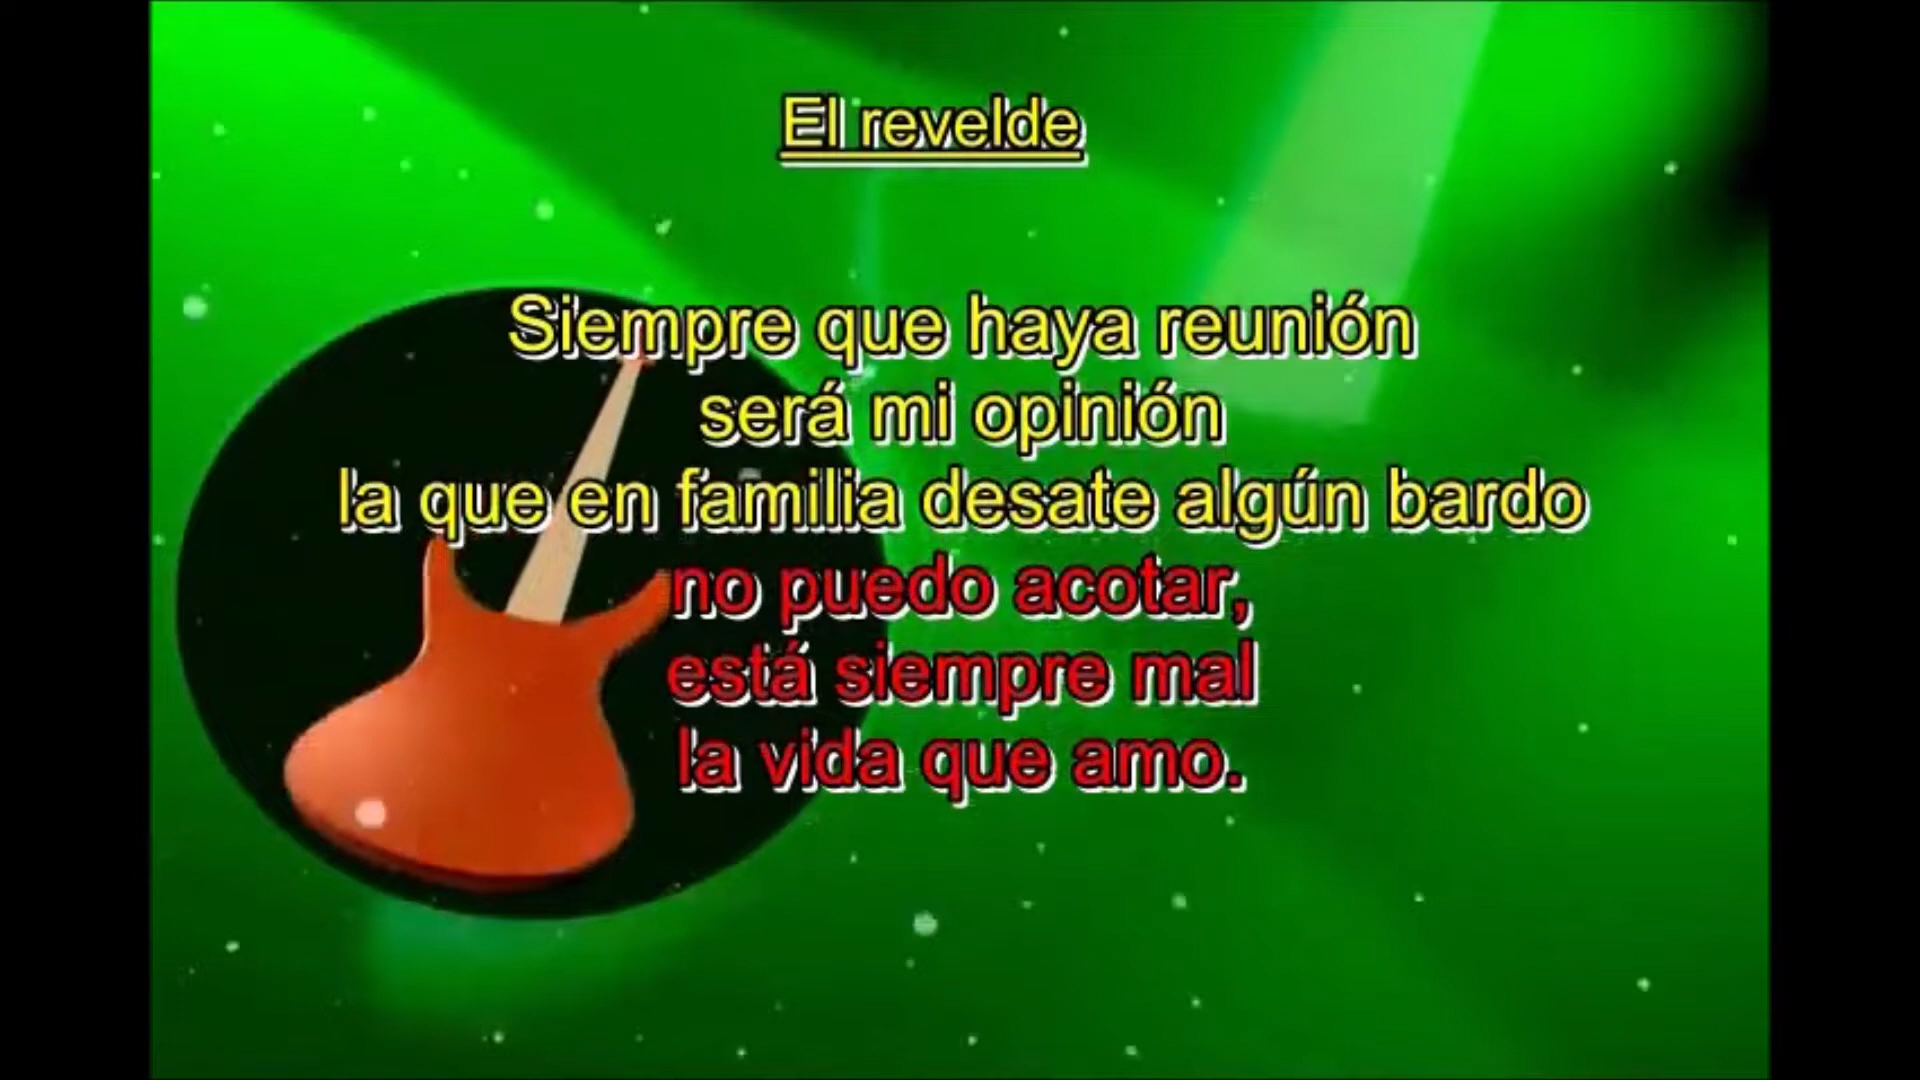 El revelde
Siempre que haya reunión
será mi opinión
la que en familia desate algún bardo
no puedo acotar,
está siempre mal
la vida que amo.